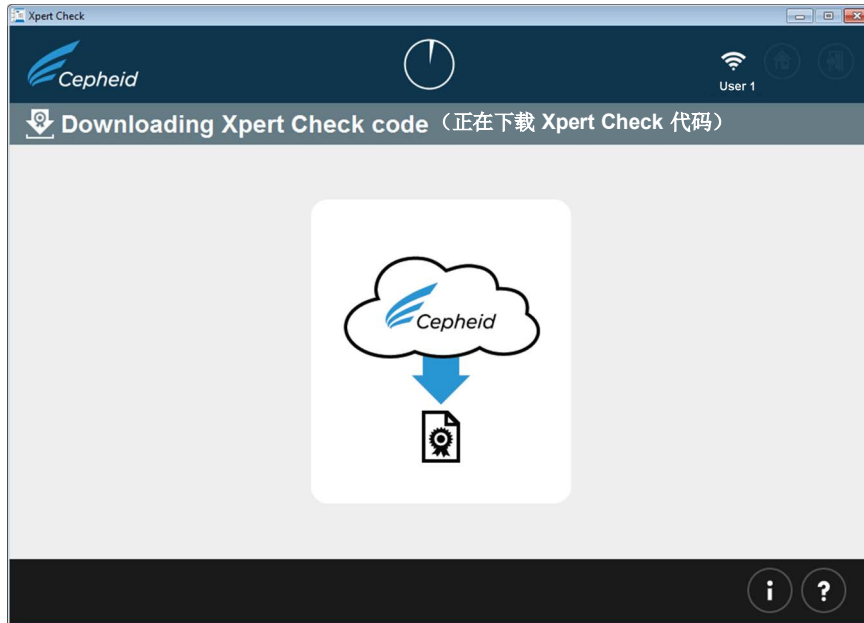 Xpert Check
Cepheid
User 1
Downloading Xpert Check code（正在下载 Xpert Check 代码）
Cepheid
i ?